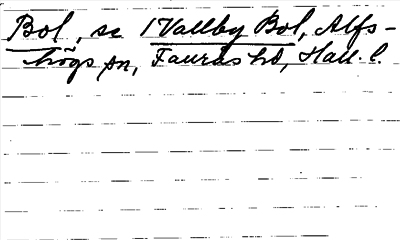 Bol, se 1 Vallby Bol, Alfs-
högs sn, Faurås hd, Hall. l.